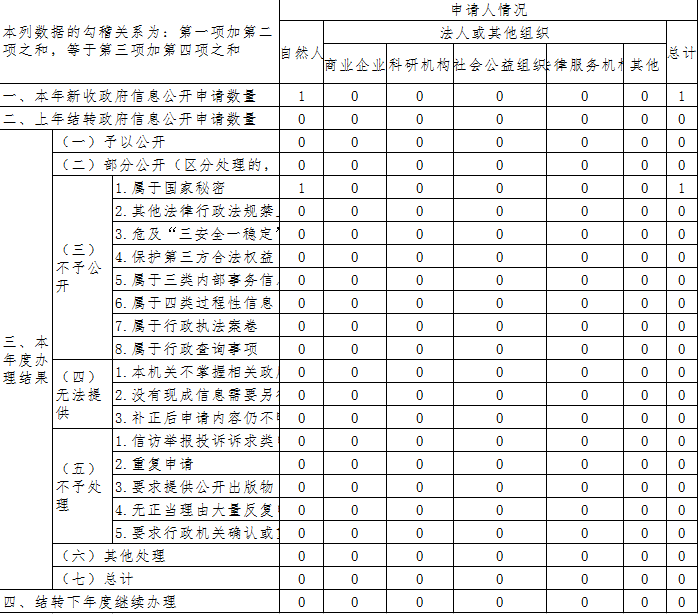 本列数据的勾稽关系为：第一项加第二
项之和，等于第三项加第四项之和
申请人情况
自然人
法人或其他组织
总计
商业企业
科研机构
社会公益组织
律服务机
其他
一、本年新收政府信息公开申请数量 1 0 0 0 0 0 1
二、上年结转政府信息公开申请数量 0 0 0 0 0 0 0
三、本
年度办
理结果
（一）予以公开 0 0 0 0 0 0 0
（二）部分公开（区分处理的， 0 0 0 0 0 0 0
（三）
不予公
开
1.属于国家秘密 1 0 0 0 0 0 1
2.其他法律行政法规禁 0 0 0 0 0 0 0
3.危及“三安全一稳定” 0 0 0 0 0 0 0
4.保护第三方合法权益 0 0 0 0 0 0 0
5.属于三类内部事务信 0 0 0 0 0 0 0
6.属于四类过程性信息 0 0 0 0 0 0 0
7.属于行政执法案卷 0 0 0 0 0 0 0
8.属于行政查询事项 0 0 0 0 0 0 0
（四）
无法提
供
1.本机关不掌握相关政 0 0 0 0 0 0 0
2.没有现成信息需要另 0 0 0 0 0 0 0
3.补正后申请内容仍不 0 0 0 0 0 0 0
（五）
不予处
理
1.信访举报投诉诉求类 0 0 0 0 0 0 0
2.重复申请 0 0 0 0 0 0 0
3.要求提供公开出版物 0 0 0 0 0 0 0
4.无正当理由大量反复 0 0 0 0 0 0 0
5.要求行政机关确认或 0 0 0 0 0 0 0
（六）其他处理 0 0 0 0 0 0 0
（七）总计 0 0 0 0 0 0 0
四、结转下年度继续办理 0 0 0 0 0 0 0